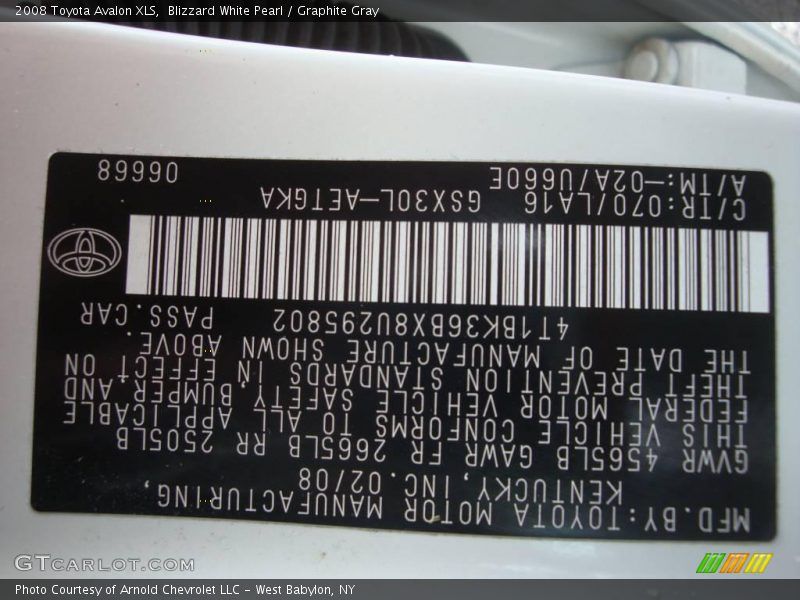 2008 Toyota Avalon XLS, Blizzard White Pearl / Graphite Gray
MFD.BY:TOYOTA MOTOR MANUFACTURING,
KENTUCKY, INC. 02/08
GVWR 4565LB GAWR FR 2665LB RR 2505LB
THIS VEHICLE CONFORMS TO ALL APPLICABLE
FEDERAL MOTOR VEHICLE SAFETY, BUMPER, AND
THEFT PREVENTION STANDARDS IN EFFECT ON
THE DATE OF MANUFACTURE SHOWN ABOVE.
4T1BK36BX8U295802 PASS.CAR
C/TR:070/LA16 GSX30L-AETGKA
A/TM:-02A/U660E 06668
GTCARLOT.COM
Photo Courtesy of Arnold Chevrolet LLC - West Babylon, NY